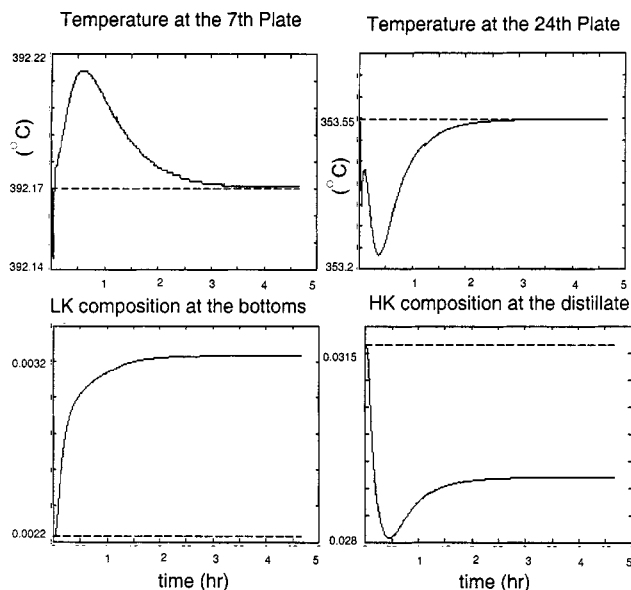 Temperature at the 7th Plate
Temperature at the 24th Plate
392.22
(°C)
392.17
392.14
1 2 3 4 5
353.55
(°C)
353.2
1 2 3 4 5
LK composition at the bottoms
HK composition at the distillate
0.0032
0.0022
1 2 3 4 5
time (hr)
0.0315
0.028
1 2 3 4 5
time (hr)